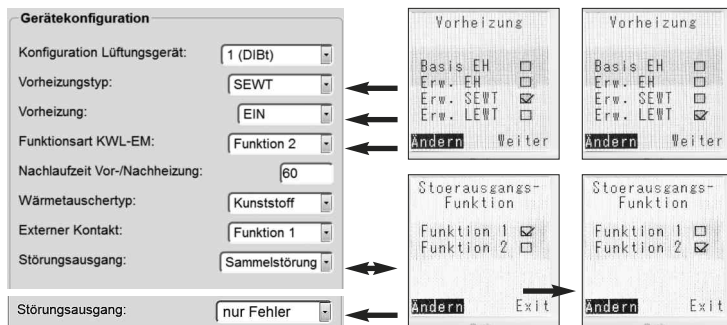 Gerätekonfiguration
Konfiguration Lüftungsgerät: 1 (DIBt)
Vorheizungstyp: SEWT
Vorheizung: EIN
Funktionsart KWL-EM: Funktion 2
Nachlaufzeit Vor-/Nachheizung: 60
Wärmetauschertyp: Kunststoff
Externer Kontakt: Funktion 1
Störungsausgang: Sammelstörung
Störungsausgang: nur Fehler
Vorheizung
Basis EH
Erw. EH
Erw. SEWT
Erw. LEWT
Ändern Weiter
Vorheizung
Basis EH
Erw. EH
Erw. SEWT
Erw. LEWT
Ändern Weiter
Stoerausgangs-
Funktion
Funktion 1
Funktion 2
Ändern Exit
Stoerausgangs-
Funktion
Funktion 1
Funktion 2
Ändern Exit